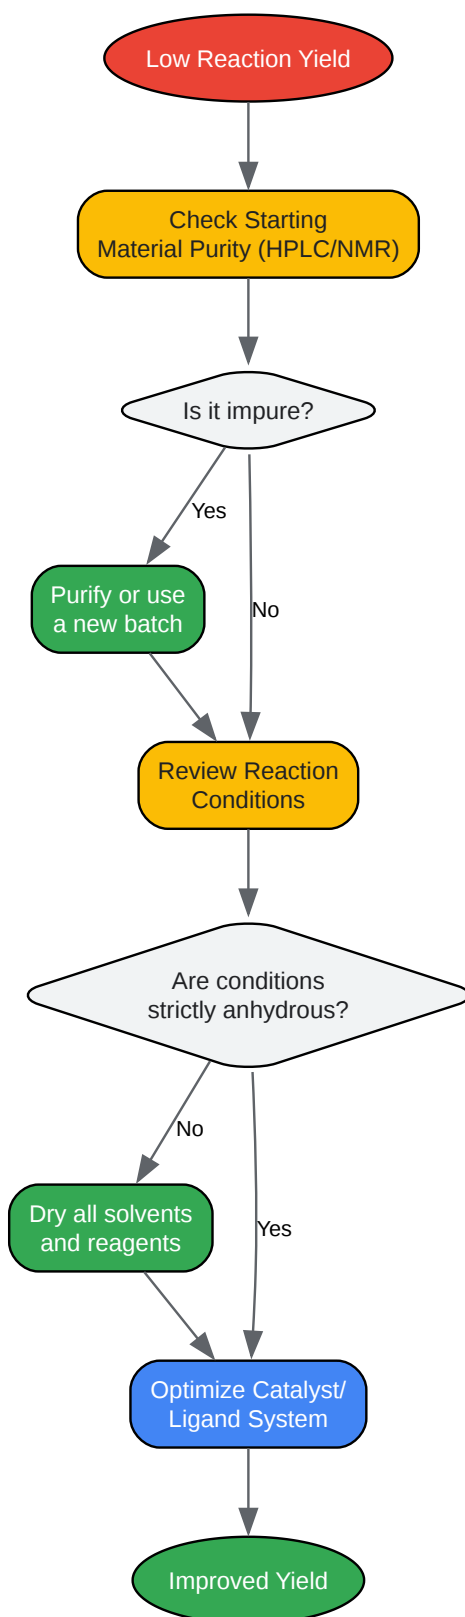 Low Reaction Yield
Check Starting
Material Purity (HPLC/NMR)
Is it impure?
Yes
Purify or use
a new batch
No
Review Reaction
Conditions
Are conditions
strictly anhydrous?
No
Dry all solvents
and reagents
Yes
Optimize Catalyst/
Ligand System
Improved Yield